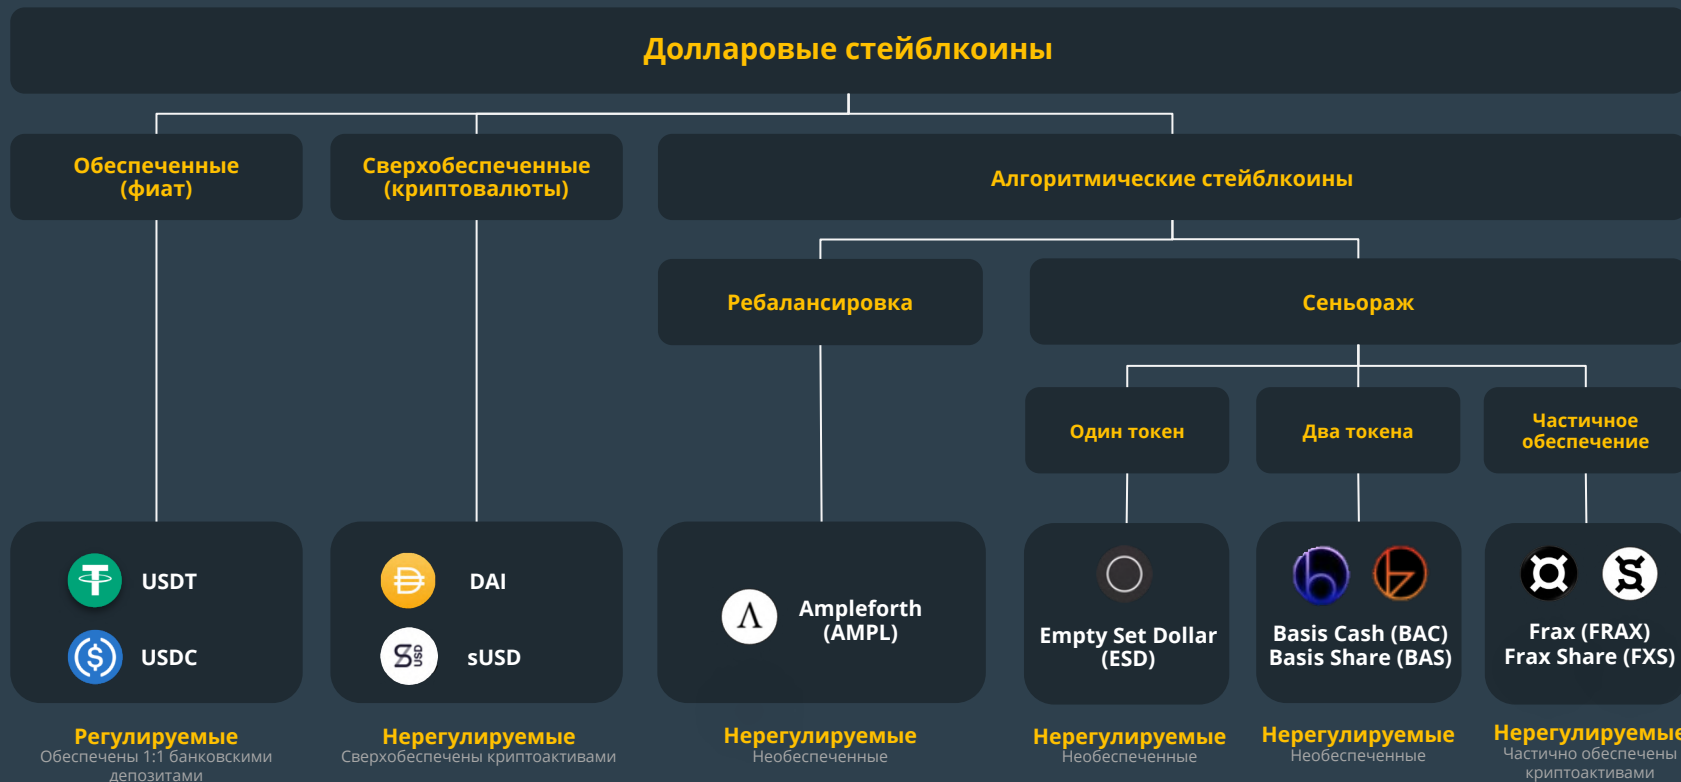 Долларовые стейблкоины
Обеспеченные
(фиат)
Сверхобеспеченные
(криптовалюты)
Алгоритмические стейблкоины
Ребалансировка
Сеньораж
Один токен
Два токена
Частичное
обеспечение
USDT
USDC
DAI
USD
sUSD
Ampleforth
(AMPL)
Empty Set Dollar
(ESD)
Basis Cash (BAC)
Basis Share (BAS)
Frax (FRAX)
Frax Share (FXS)
Регулируемые
Обеспечены 1:1 банковскими
депозитами
Нерегулируемые
Сверхобеспечены криптоактивами
Нерегулируемые
Необеспеченные
Нерегулируемые
Необеспеченные
Нерегулируемые
Необеспеченные
Нерегулируемые
Частично обеспечены
криптоактивами